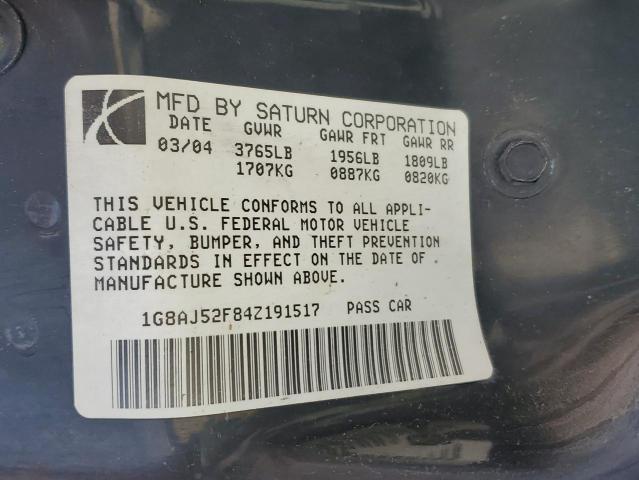 MFD BY SATURN CORPORATION
DATE GVWR GAWR FRT GAWR RR
03/04 3765LB 1956LB 1809LB
1707KG 0887KG 0820KG
THIS VEHICLE CONFORMS TO ALL APPLI-
CABLE U.S. FEDERAL MOTOR VEHICLE
SAFETY, BUMPER, AND THEFT PREVENTION
STANDARDS IN EFFECT ON THE DATE OF
MANUFACTURE SHOWN ABOVE.
1G8AJ52F84Z191517 PASS CAR